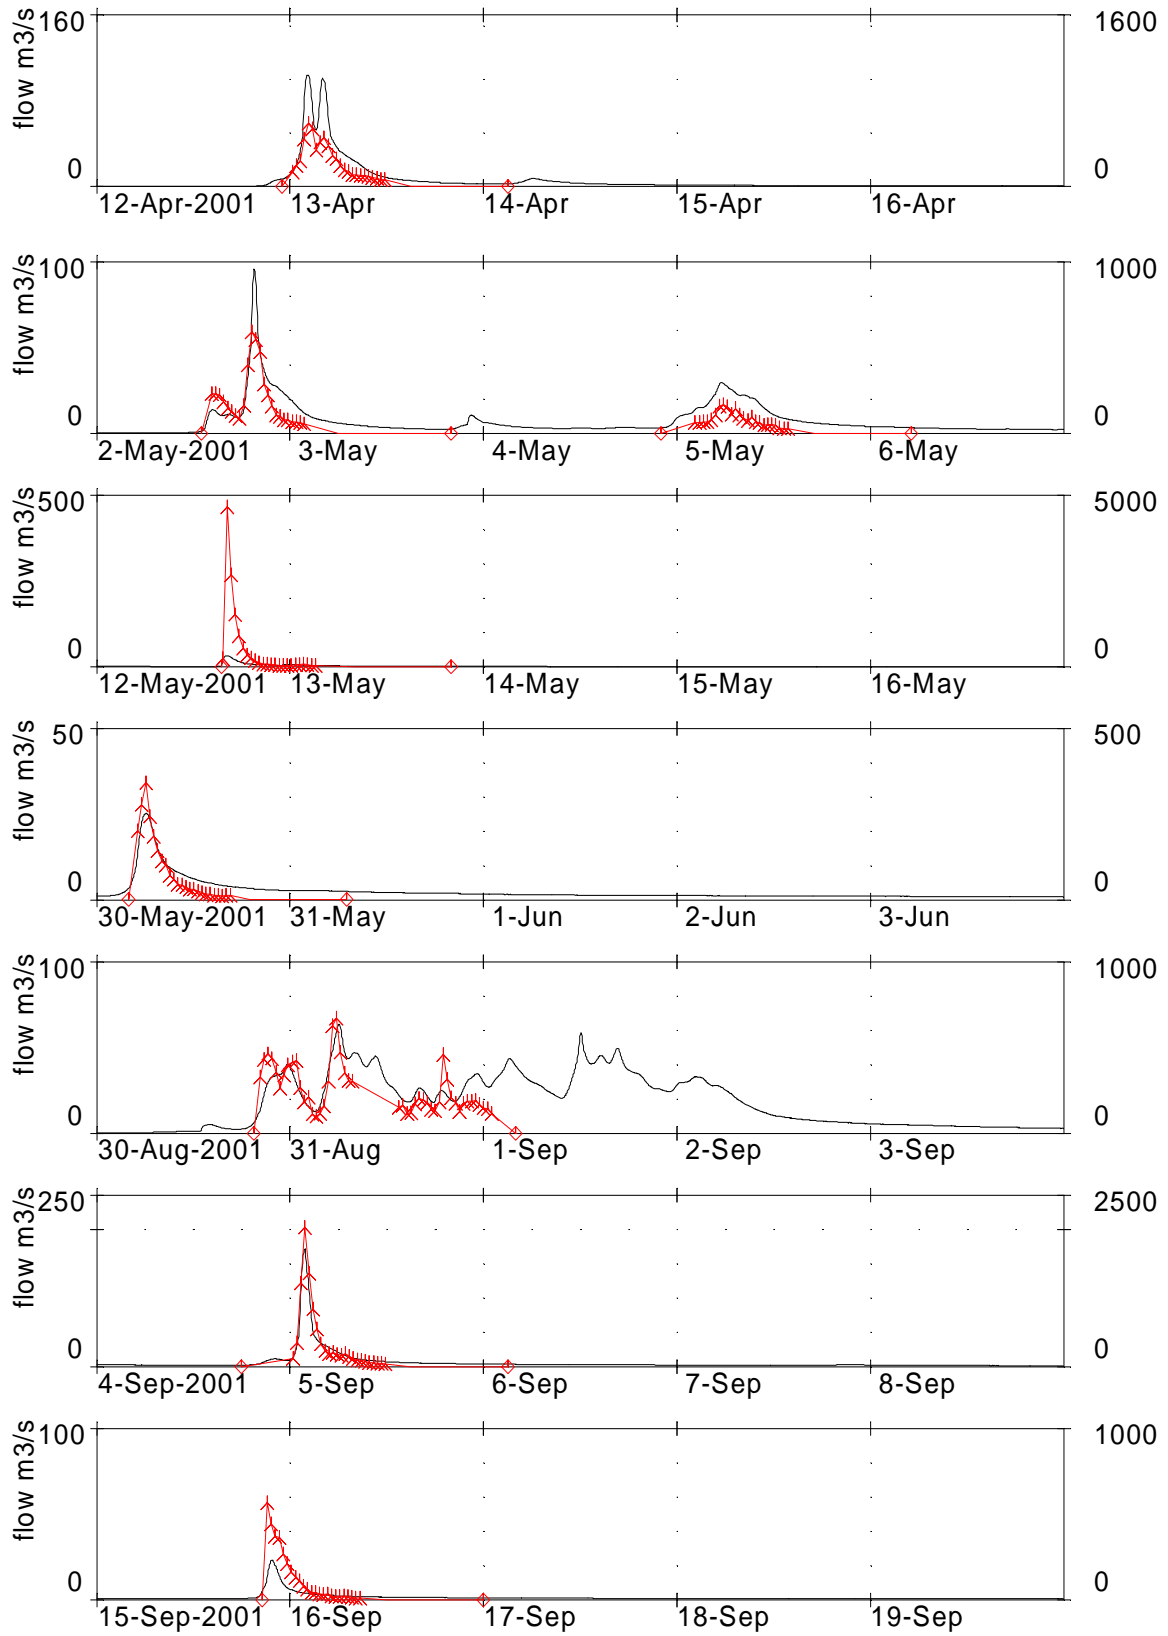 160 1600
flow m3/s
0 0
12-Apr-2001 13-Apr 14-Apr 15-Apr 16-Apr
100 1000
flow m3/s
0 0
2-May-2001 3-May 4-May 5-May 6-May
500 5000
flow m3/s
0 0
12-May-2001 13-May 14-May 15-May 16-May
50 500
flow m3/s
0 0
30-May-2001 31-May 1-Jun 2-Jun 3-Jun
100 1000
flow m3/s
0 0
30-Aug-2001 31-Aug 1-Sep 2-Sep 3-Sep
250 2500
flow m3/s
0 0
4-Sep-2001 5-Sep 6-Sep 7-Sep 8-Sep
100 1000
flow m3/s
0 0
15-Sep-2001 16-Sep 17-Sep 18-Sep 19-Sep